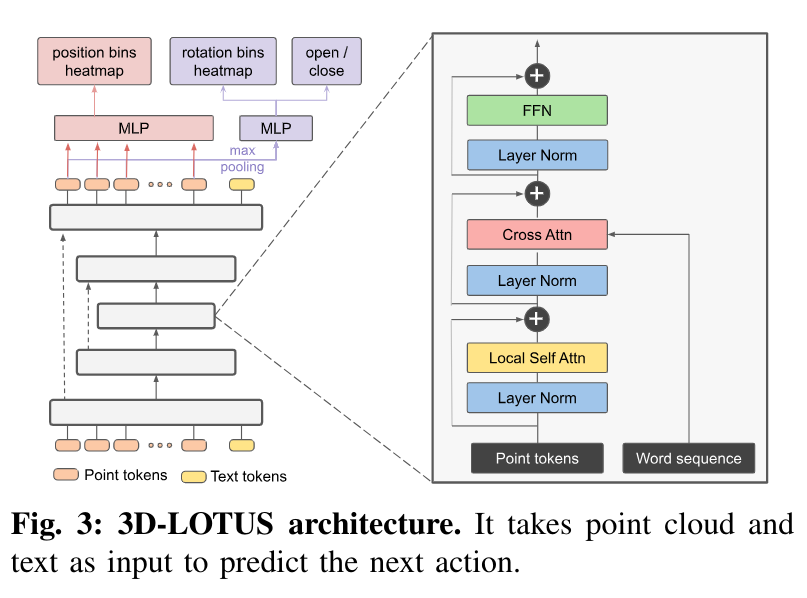 position bins
heatmap
rotation bins
heatmap
open /
close
MLP
MLP
max
pooling
Point tokens
Text tokens
+
FFN
Layer Norm
+
Cross Attn
Layer Norm
+
Local Self Attn
Layer Norm
Point tokens
Word sequence
Fig. 3: 3D-LOTUS architecture. It takes point cloud and
text as input to predict the next action.